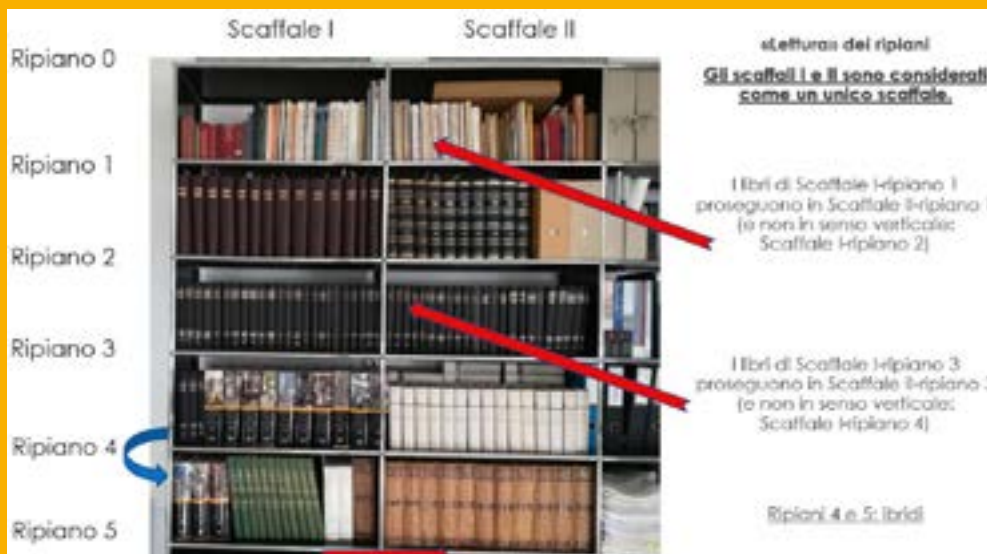 Scaffale I
Scaffale II
Ripiano 0
Ripiano 1
Ripiano 2
Ripiano 3
Ripiano 4
Ripiano 5
«Lettura» dei ripiani
Gli scaffali I e II sono considerati
come un unico scaffale.
I libri di Scaffale I-ripiano 1
proseguono in Scaffale II-ripiano
(e non in senso verticale:
Scaffale I-ripiano 2)
I libri di Scaffale I-ripiano 3
proseguono in Scaffale II-ripiano
(e non in senso verticale:
Scaffale I-ripiano 4)
Ripiani 4 e 5: ibridi